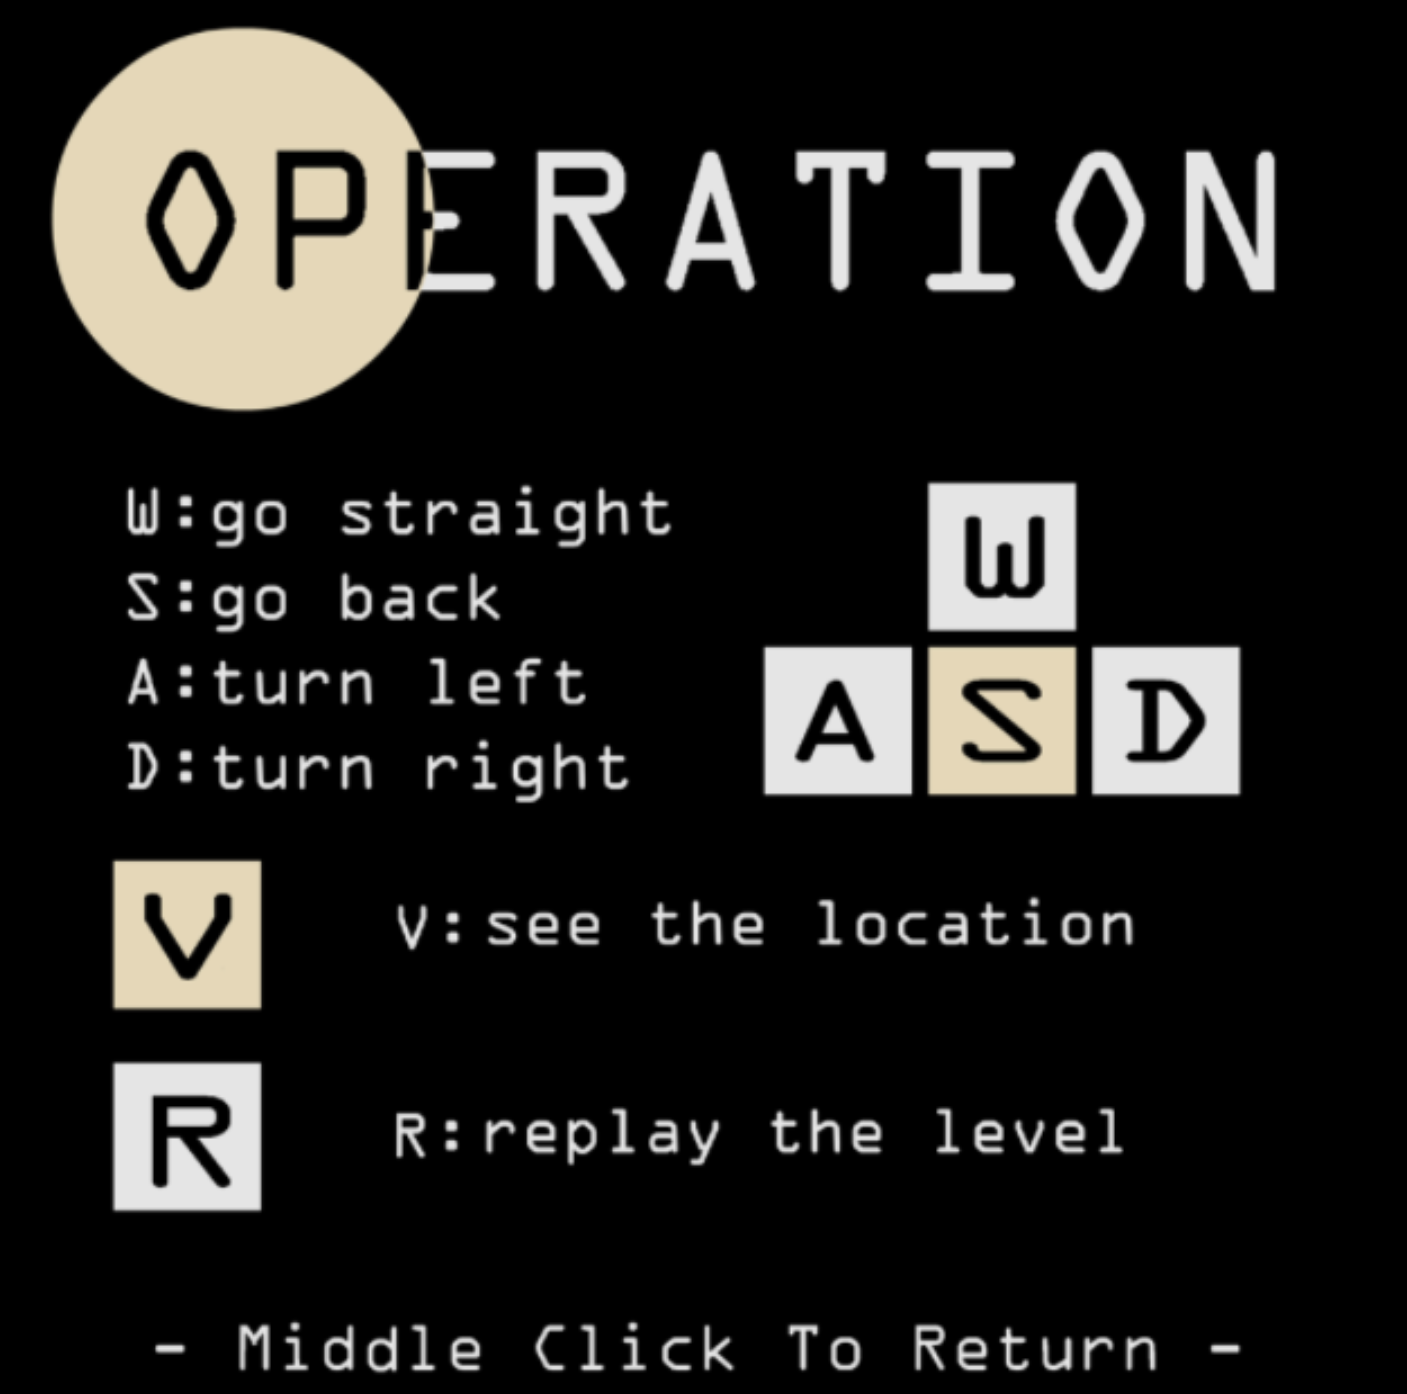 OPERATION
W:go straight
S:go back
A:turn left
D:turn right
W
A S D
V
V:see the location
R
R:replay the level
- Middle Click To Return -